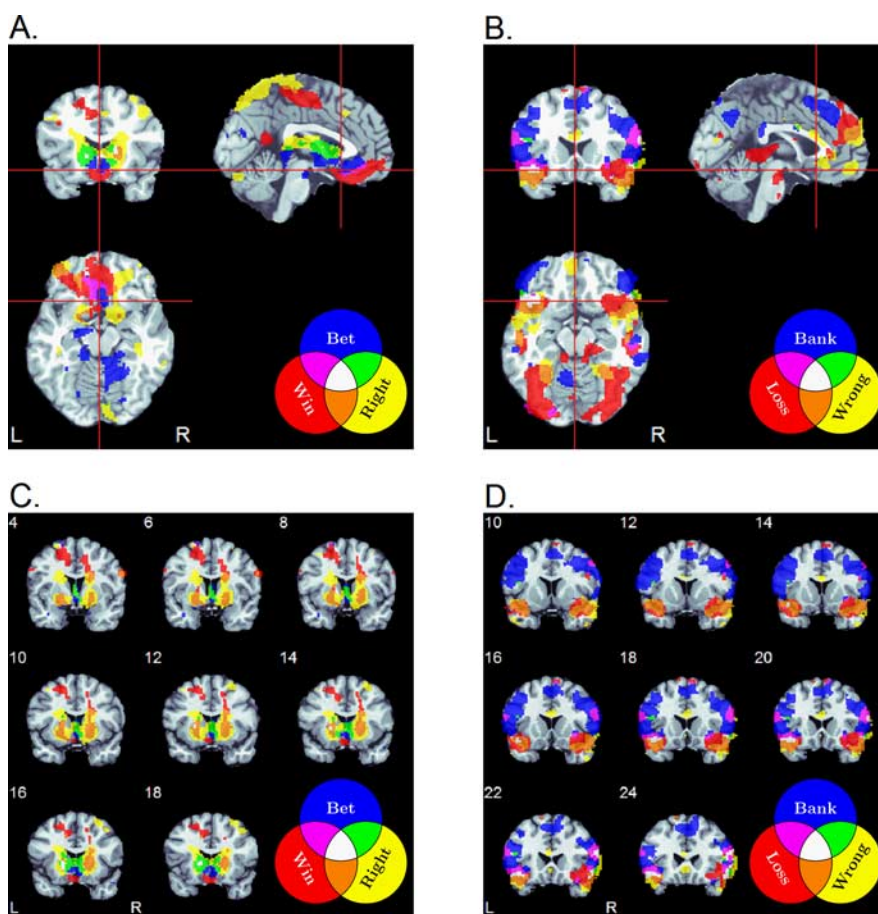 A.
B.
Bet
Win
Right
L
R
Bank
Loss
Wrong
L
R
C.
D.
4
6
8
10
12
14
10
12
14
16
18
20
16
18
Bet
Win
Right
22
24
Bank
Loss
Wrong
L
R
L
R